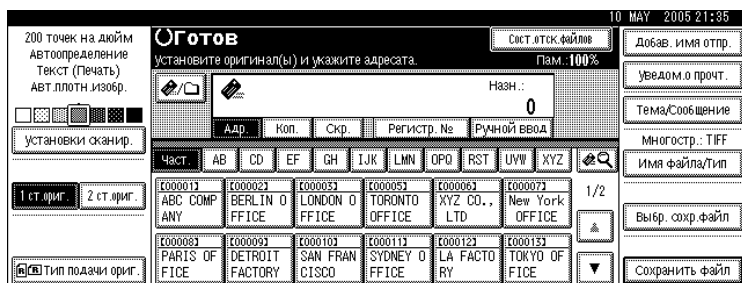 10 MAY 2005 21:35
200 точек на дюйм
Автоопределение
Текст (Печать)
Авт.плотн.изобр.
Установки сканир.
1 ст.ориг.
2 ст.ориг.
Тип подачи ориг.
Готов
Сост.отск.файлов
Установите оригинал(ы) и укажите адресата.
Пам.:100%
Назн.:
0
Адр.
Коп.
Скр.
Регистр. №
Ручной ввод
Част.
AB
CD
EF
GH
IJK
LMN
OPQ
RST
UVW
XYZ
[00001]
ABC COMP
ANY
[00002]
BERLIN O
FFICE
[00003]
LONDON O
FFICE
[00005]
TORONTO
OFFICE
[00006]
XYZ CO.,
LTD
[00007]
New York
OFFICE
1/2
[00008]
PARIS OF
FICE
[00009]
DETROIT
FACTORY
[00010]
SAN FRAN
CISCO
[00011]
SYDNEY O
FFICE
[00012]
LA FACTO
RY
[00013]
TOKYO OF
FICE
Добав. имя отпр.
Уведом.о прочт.
Тема/Сообщение
Многостр.: TIFF
Имя файла/Тип
Выбр. сохр.файл
Сохранить файл